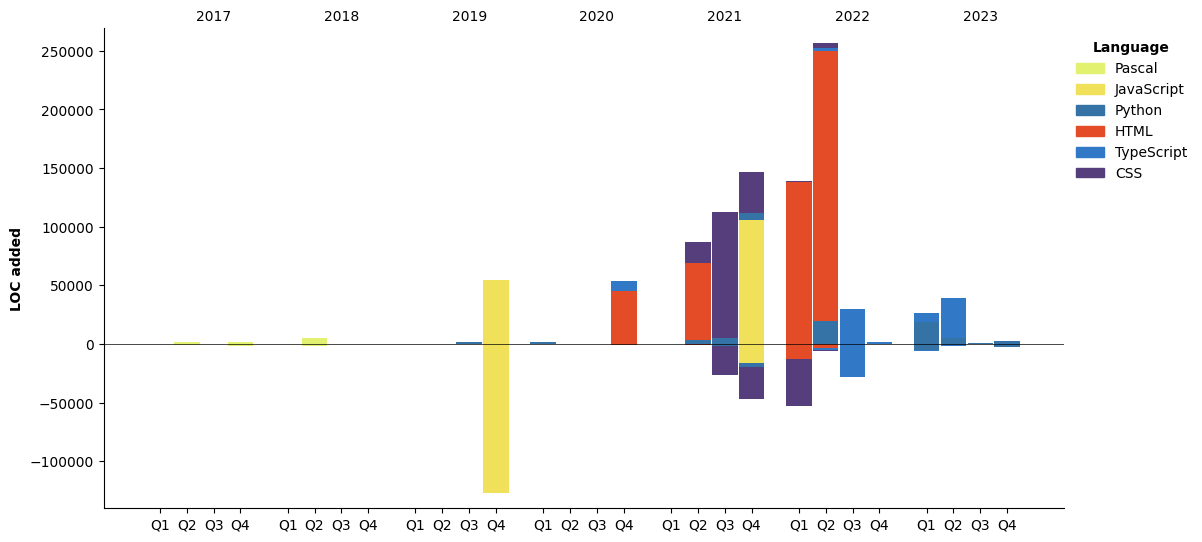 2017 2018 2019 2020 2021 2022 2023
Language
Pascal
JavaScript
Python
HTML
TypeScript
CSS
LOC added
250000
200000
150000
100000
50000
0
−50000
−100000
Q1 Q2 Q3 Q4 Q1 Q2 Q3 Q4 Q1 Q2 Q3 Q4 Q1 Q2 Q3 Q4 Q1 Q2 Q3 Q4 Q1 Q2 Q3 Q4 Q1 Q2 Q3 Q4